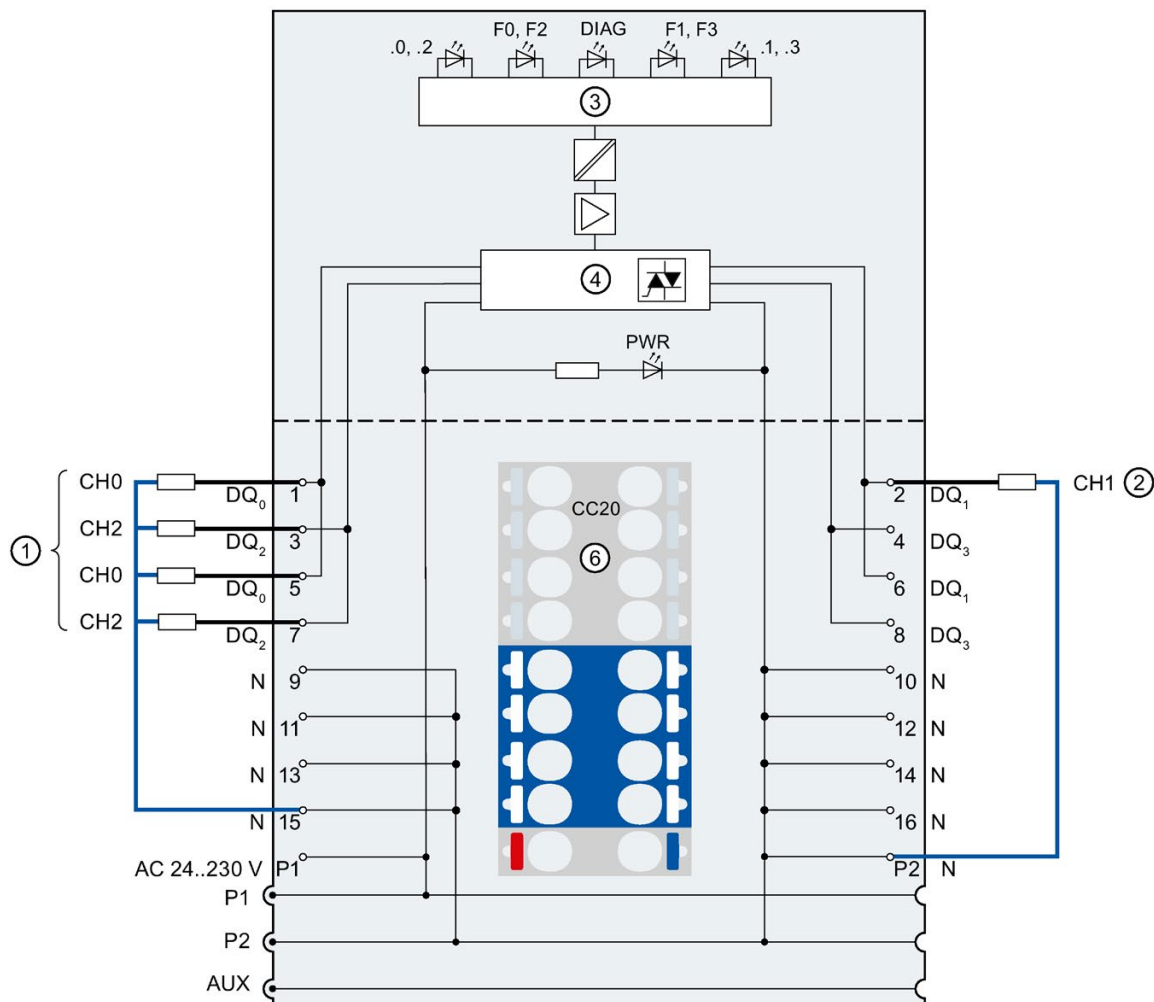 .0, .2
F0, F2
DIAG
F1, F3
.1, .3
③
④
PWR
①
CH0
DQ0
1
CH2
DQ2
3
CH0
DQ0
5
CH2
DQ2
7
N 9
N 11
N 13
N 15
AC 24..230 V P1
P1
P2
AUX
CC20
⑥
2 DQ1
CH1 ②
4 DQ3
6 DQ1
8 DQ3
10 N
12 N
14 N
16 N
P2 N